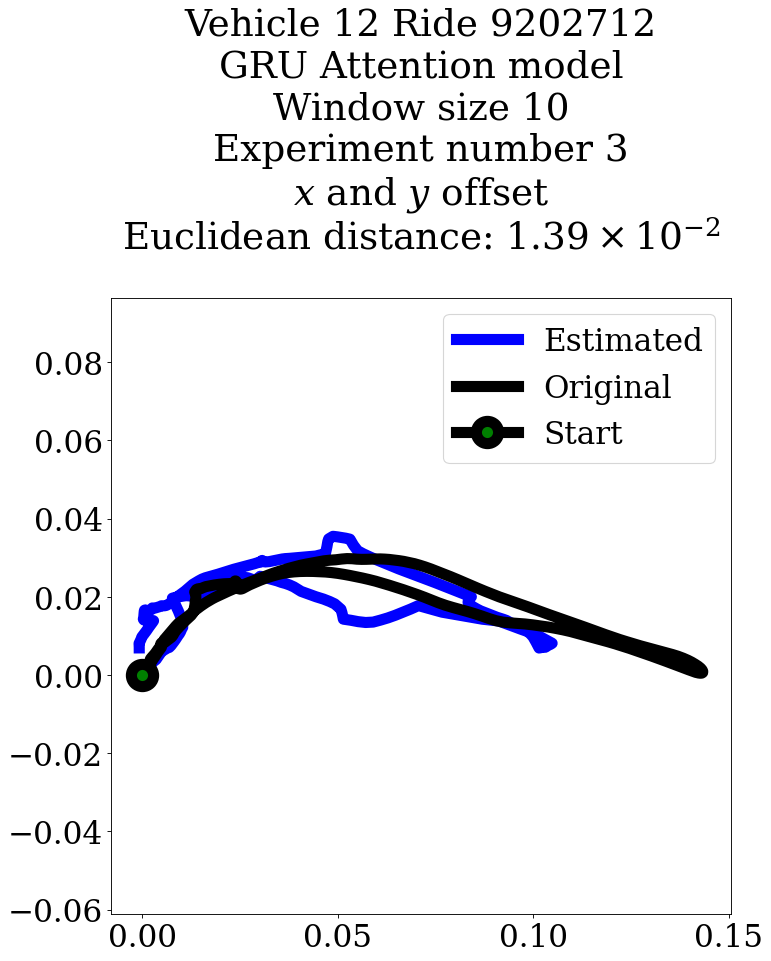 Vehicle 12 Ride 9202712
GRU Attention model
Window size 10
Experiment number 3
x and y offset
Euclidean distance: 1.39 × 10⁻²
Estimated
Original
Start
0.08
0.06
0.04
0.02
0.00
−0.02
−0.04
−0.06
0.00 0.05 0.10 0.15